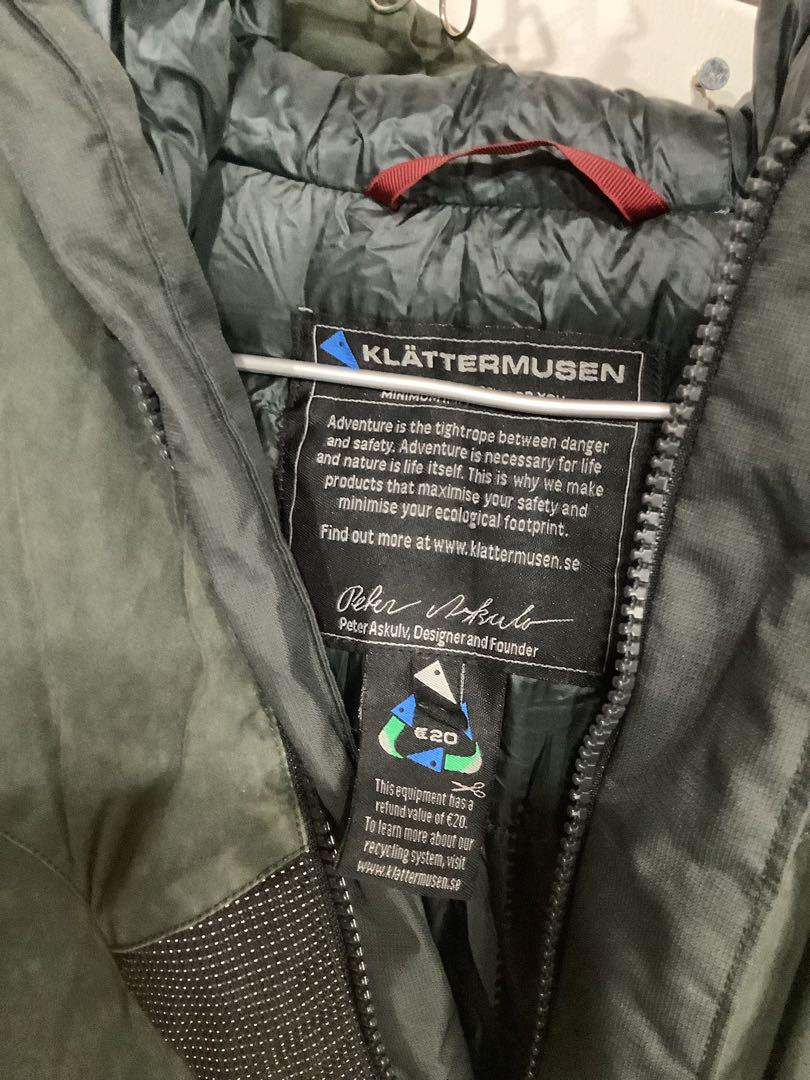 KLÄTTERMUSEN
Adventure is the tightrope between danger
and safety. Adventure is necessary for life
and nature is life itself. This is why we make
products that maximise your safety and
minimise your ecological footprint.
Find out more at www.klattermusen.se
Peter Askulv
Peter Askulv, Designer and Founder
€20
This equipment has a
refund value of €20.
To learn more about our
recycling system, visit
www.klattermusen.se